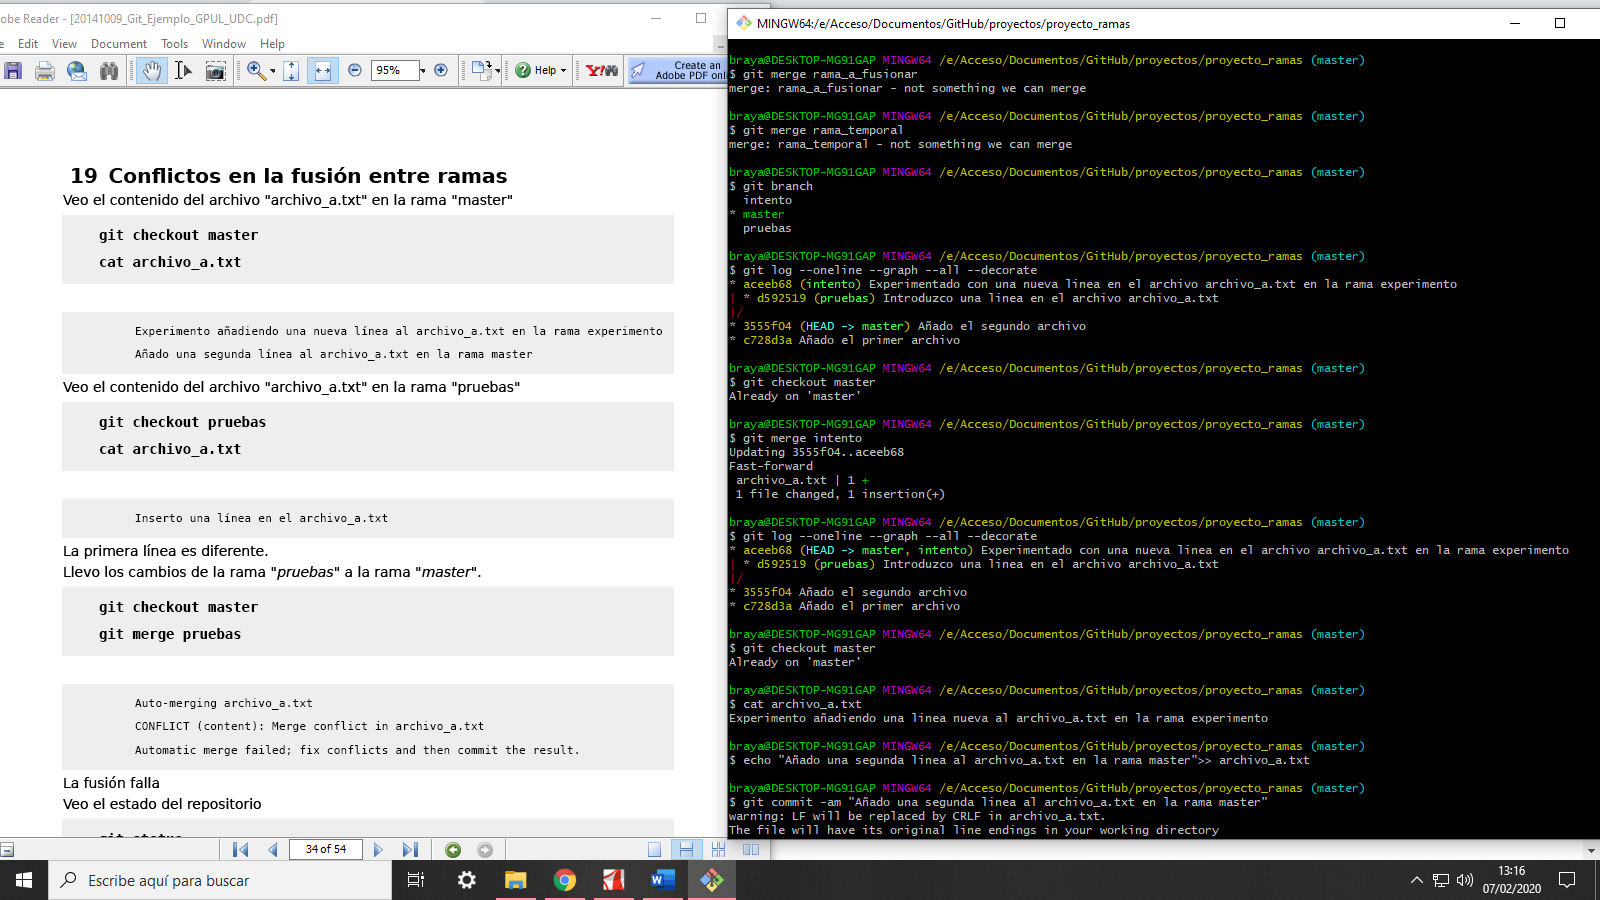 obe Reader - [20141009_Git_Ejemplo_GPUL_UDC.pdf]
e Edit View Document Tools Window Help
95%
Help
Y!
Create an
Adobe PDF onli
19 Conflictos en la fusión entre ramas
Veo el contenido del archivo "archivo_a.txt" en la rama "master"
git checkout master
cat archivo_a.txt
Experimento añadiendo una nueva línea al archivo_a.txt en la rama experimento
Añado una segunda línea al archivo_a.txt en la rama master
Veo el contenido del archivo "archivo_a.txt" en la rama "pruebas"
git checkout pruebas
cat archivo_a.txt
Inserto una línea en el archivo_a.txt
La primera línea es diferente.
Llevo los cambios de la rama "pruebas" a la rama "master".
git checkout master
git merge pruebas
Auto-merging archivo_a.txt
CONFLICT (content): Merge conflict in archivo_a.txt
Automatic merge failed; fix conflicts and then commit the result.
La fusión falla
Veo el estado del repositorio
git status
34 of 54
MINGW64:/e/Acceso/Documentos/GitHub/proyectos/proyecto_ramas
braya@DESKTOP-MG91GAP MINGW64 /e/Acceso/Documentos/GitHub/proyectos/proyecto_ramas (master)
$ git merge rama_a_fusionar
merge: rama_a_fusionar - not something we can merge
braya@DESKTOP-MG91GAP MINGW64 /e/Acceso/Documentos/GitHub/proyectos/proyecto_ramas (master)
$ git merge rama_temporal
merge: rama_temporal - not something we can merge
braya@DESKTOP-MG91GAP MINGW64 /e/Acceso/Documentos/GitHub/proyectos/proyecto_ramas (master)
$ git branch
intento
* master
pruebas
braya@DESKTOP-MG91GAP MINGW64 /e/Acceso/Documentos/GitHub/proyectos/proyecto_ramas (master)
$ git log --oneline --graph --all --decorate
* aceeb68 (intento) Experimentado con una nueva linea en el archivo archivo_a.txt en la rama experimento
| * d592519 (pruebas) Introduzco una linea en el archivo archivo_a.txt
|/
* 3555f04 (HEAD -> master) Añado el segundo archivo
* c728d3a Añado el primer archivo
braya@DESKTOP-MG91GAP MINGW64 /e/Acceso/Documentos/GitHub/proyectos/proyecto_ramas (master)
$ git checkout master
Already on 'master'
braya@DESKTOP-MG91GAP MINGW64 /e/Acceso/Documentos/GitHub/proyectos/proyecto_ramas (master)
$ git merge intento
Updating 3555f04..aceeb68
Fast-forward
archivo_a.txt | 1 +
1 file changed, 1 insertion(+)
braya@DESKTOP-MG91GAP MINGW64 /e/Acceso/Documentos/GitHub/proyectos/proyecto_ramas (master)
$ git log --oneline --graph --all --decorate
* aceeb68 (HEAD -> master, intento) Experimentado con una nueva linea en el archivo archivo_a.txt en la rama experimento
| * d592519 (pruebas) Introduzco una linea en el archivo archivo_a.txt
|/
* 3555f04 Añado el segundo archivo
* c728d3a Añado el primer archivo
braya@DESKTOP-MG91GAP MINGW64 /e/Acceso/Documentos/GitHub/proyectos/proyecto_ramas (master)
$ git checkout master
Already on 'master'
braya@DESKTOP-MG91GAP MINGW64 /e/Acceso/Documentos/GitHub/proyectos/proyecto_ramas (master)
$ cat archivo_a.txt
Experimento añadiendo una linea nueva al archivo_a.txt en la rama experimento
braya@DESKTOP-MG91GAP MINGW64 /e/Acceso/Documentos/GitHub/proyectos/proyecto_ramas (master)
$ echo "Añado una segunda linea al archivo_a.txt en la rama master">> archivo_a.txt
braya@DESKTOP-MG91GAP MINGW64 /e/Acceso/Documentos/GitHub/proyectos/proyecto_ramas (master)
$ git commit -am "Añado una segunda linea al archivo_a.txt en la rama master"
warning: LF will be replaced by CRLF in archivo_a.txt.
The file will have its original line endings in your working directory
Escribe aquí para buscar
13:16
07/02/2020